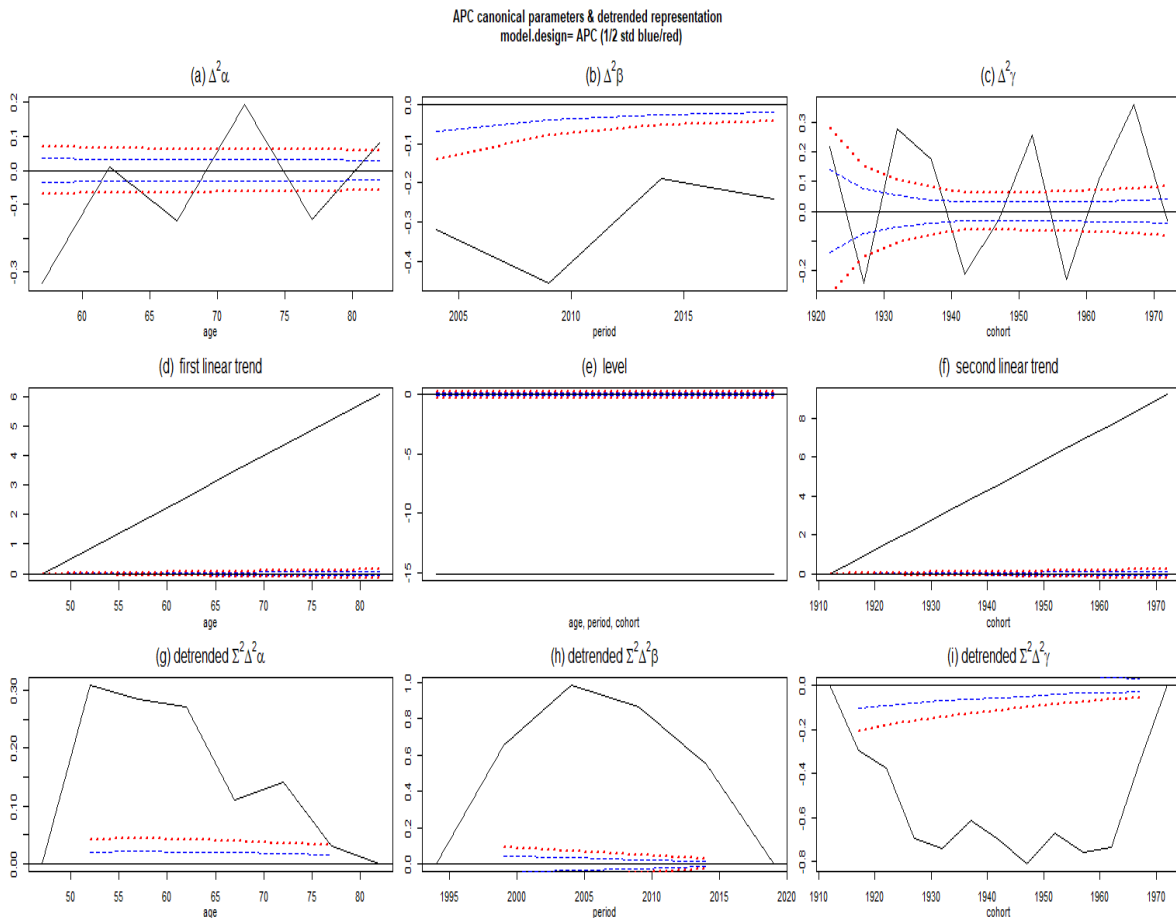 APC canonical parameters & detrended representation
model.design= APC (1/2 std blue/red)
(a) Δ²α
(b) Δ²β
(c) Δ²γ
0.2
0.1
0.0
-0.1
-0.3
60 65 70 75 80
age
0.0
-0.1
-0.2
-0.3
-0.4
2005 2010 2015
period
0.3
0.2
0.1
0.0
-0.2
1920 1930 1940 1950 1960 1970
cohort
(d) first linear trend
(e) level
(f) second linear trend
6
5
4
3
2
1
0
50 55 60 65 70 75 80
age
0
-5
-10
-15
age, period, cohort
8
6
4
2
0
1910 1920 1930 1940 1950 1960 1970
cohort
(g) detrended Σ²Δ²α
(h) detrended Σ²Δ²β
(i) detrended Σ²Δ²γ
0.30
0.20
0.10
0.00
50 55 60 65 70 75 80
age
1.0
0.8
0.6
0.4
0.2
0.0
1995 2000 2005 2010 2015 2020
period
0.0
-0.2
-0.4
-0.6
-0.8
1910 1920 1930 1940 1950 1960 1970
cohort